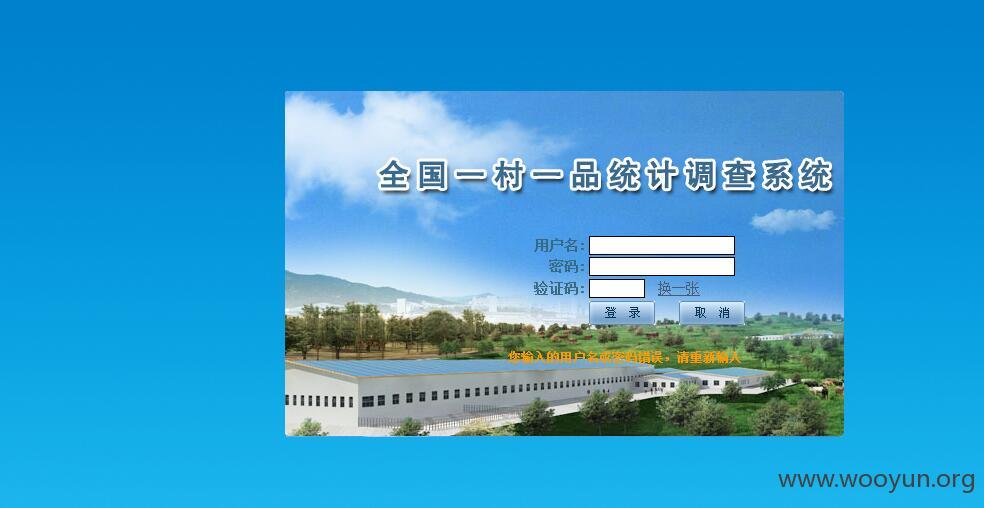 全国一村一品统计调查系统
用户名:
密码:
验证码: 换一张
登 录 取 消
您输入的用户名或密码错误，请重新输入
www.wooyun.org